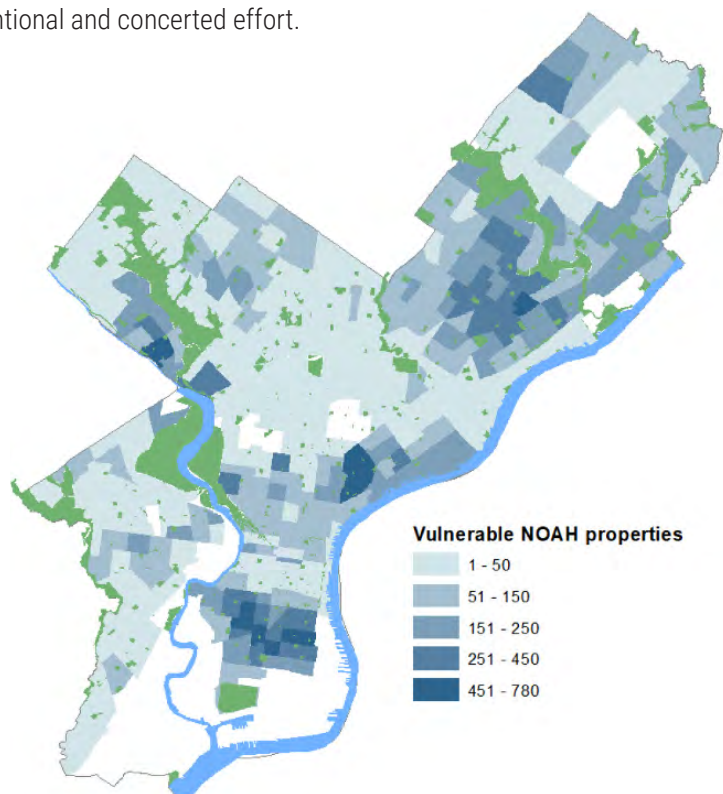 ntional and concerted effort.
Vulnerable NOAH properties
1 - 50
51 - 150
151 - 250
251 - 450
451 - 780